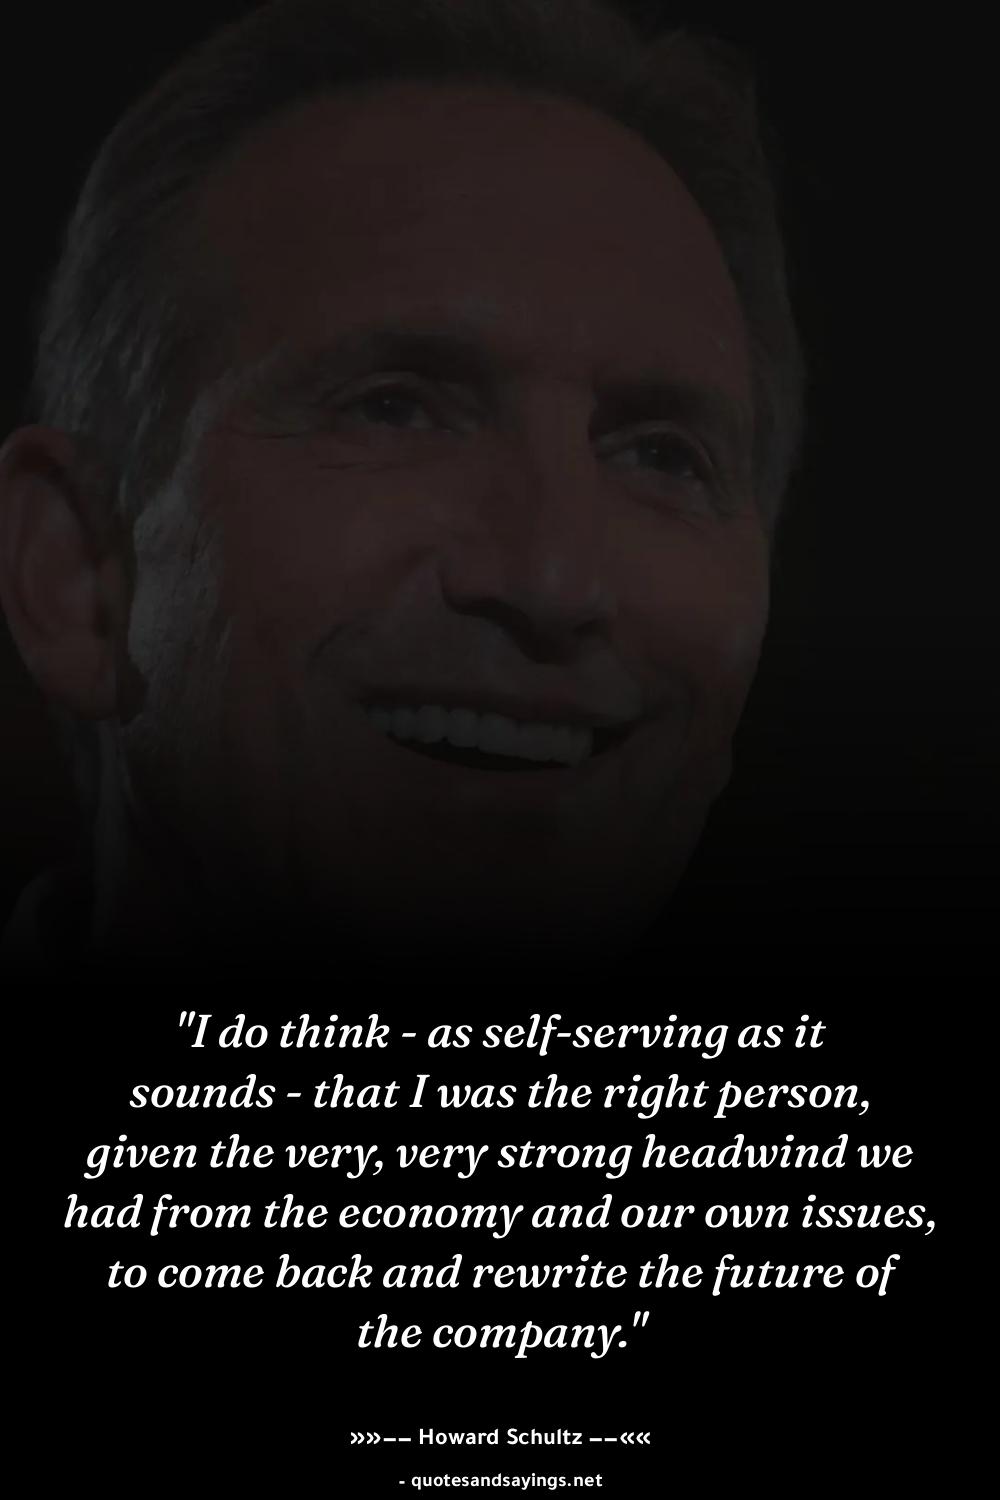 "I do think - as self-serving as it
sounds - that I was the right person,
given the very, very strong headwind we
had from the economy and our own issues,
to come back and rewrite the future of
the company."
»»−− Howard Schultz −−««
- quotesandsayings.net